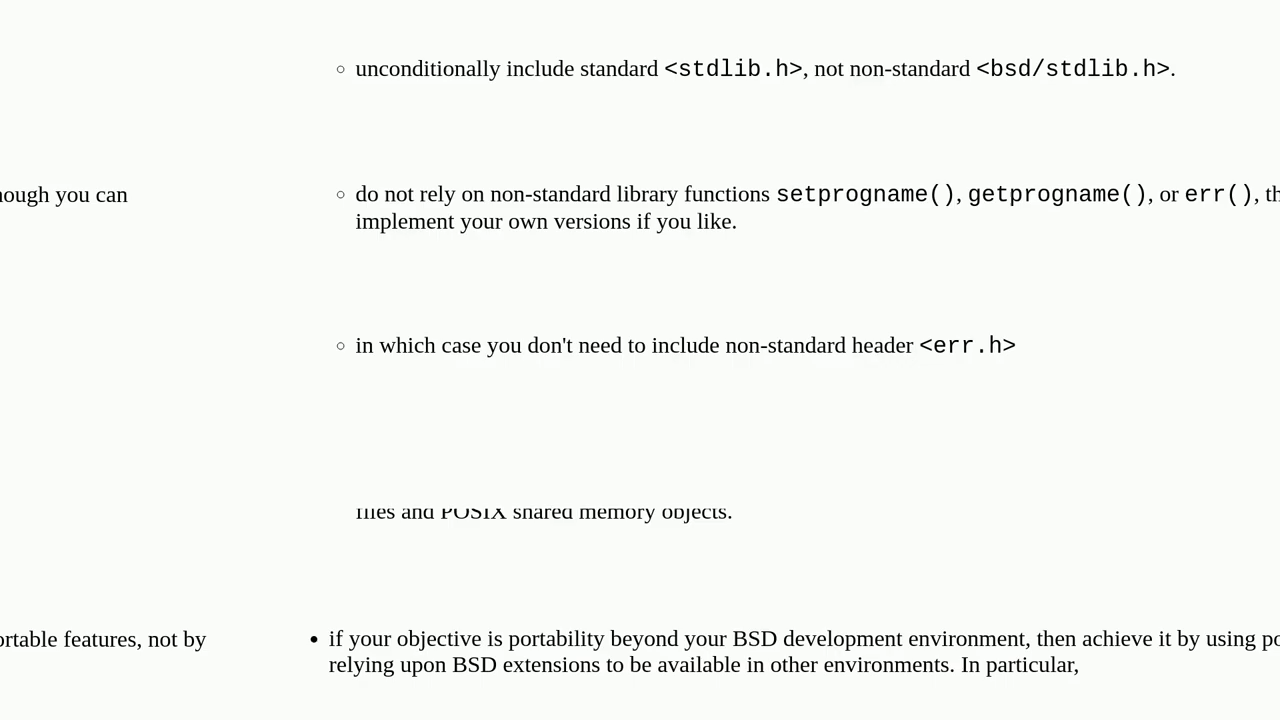 unconditionally include standard <stdlib.h>, not non-standard <bsd/stdlib.h>.
you can
do not rely on non-standard library functions setprogname(), getprogname(), or err(),
implement your own versions if you like.
in which case you don't need to include non-standard header <err.h>
files and POSIX shared memory objects.
features, not by
if your objective is portability beyond your BSD development environment, then achieve it by using
relying upon BSD extensions to be available in other environments. In particular,